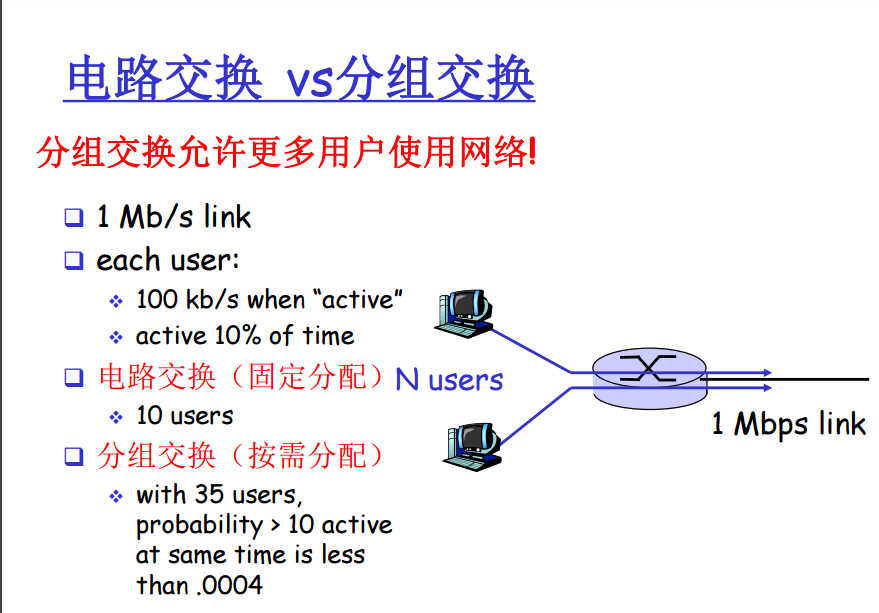 电路交换 vs分组交换
分组交换允许更多用户使用网络!
1 Mb/s link
each user:
100 kb/s when “active”
active 10% of time
电路交换（固定分配）
10 users
分组交换（按需分配）
with 35 users,
probability > 10 active
at same time is less
than .0004
N users
1 Mbps link